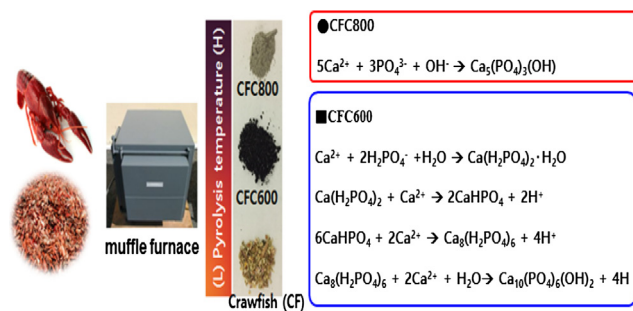 (L) Pyrolysis temperature (H)
CFC800
CFC600
Crawfish (CF)
muffle furnace
●CFC800
5Ca²⁺ + 3PO₄³⁻ + OH⁻ → Ca₅(PO₄)₃(OH)
■CFC600
Ca²⁺ + 2H₂PO₄⁻ +H₂O → Ca(H₂PO₄)₂·H₂O
Ca(H₂PO₄)₂ + Ca²⁺ → 2CaHPO₄ + 2H⁺
6CaHPO₄ + 2Ca²⁺ → Ca₈(H₂PO₄)₆ + 4H⁺
Ca₈(H₂PO₄)₆ + 2Ca²⁺ + H₂O→ Ca₁₀(PO₄)₆(OH)₂ + 4H